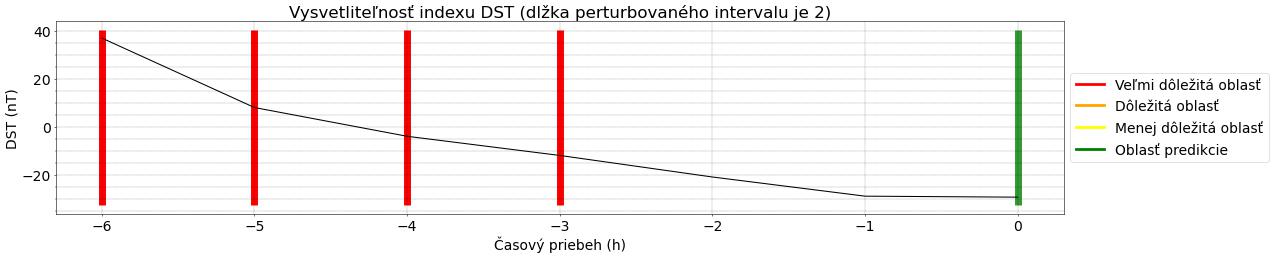 Vysvetliteľnosť indexu DST (dĺžka perturbovaného intervalu je 2)
40
20
0
−20
DST (nT)
−6 −5 −4 −3 −2 −1 0
Časový priebeh (h)
Veľmi dôležitá oblasť
Dôležitá oblasť
Menej dôležitá oblasť
Oblasť predikcie